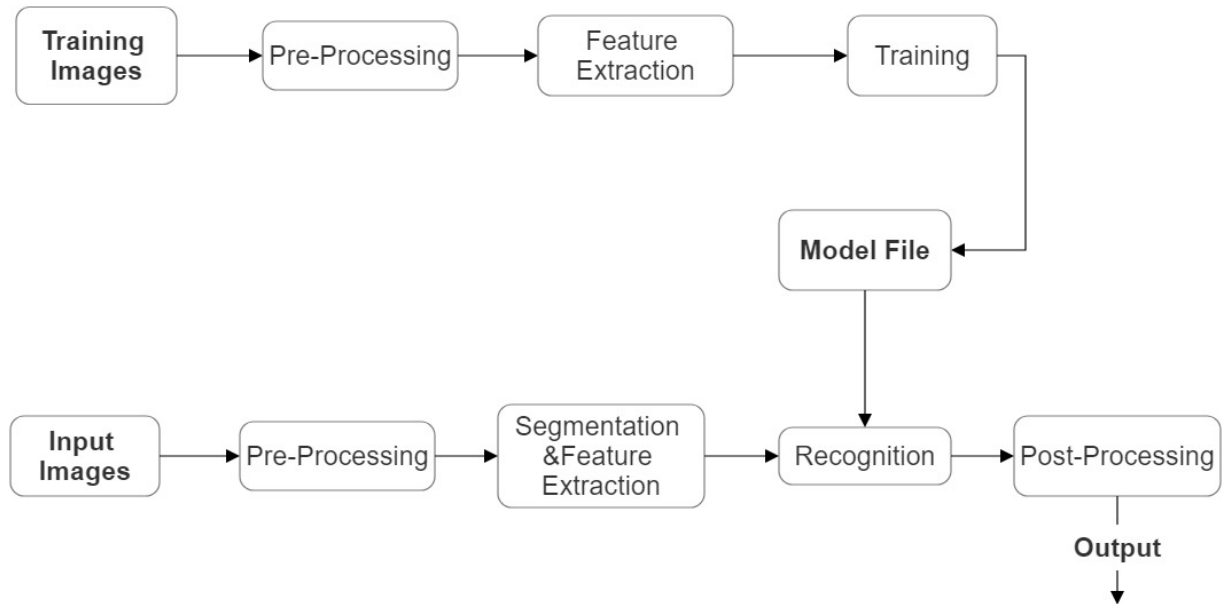 Training
Images
Pre-Processing
Feature
Extraction
Training
Model File
Input
Images
Pre-Processing
Segmentation
&Feature
Extraction
Recognition
Post-Processing
Output